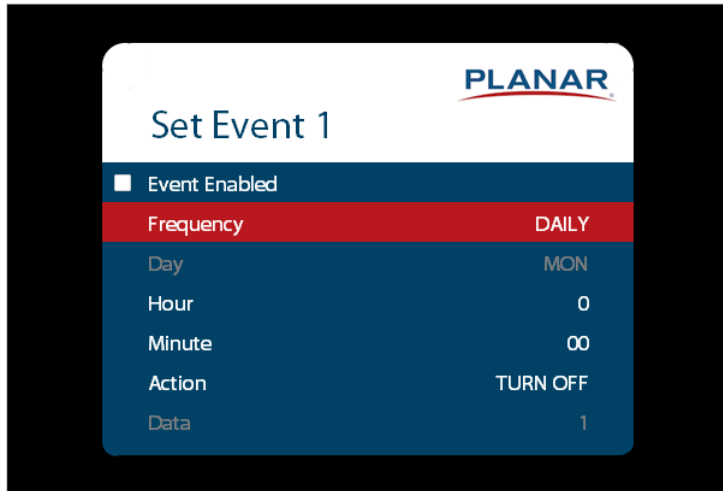 PLANAR
Set Event 1
Event Enabled
Frequency DAILY
Day MON
Hour 0
Minute 00
Action TURN OFF
Data 1